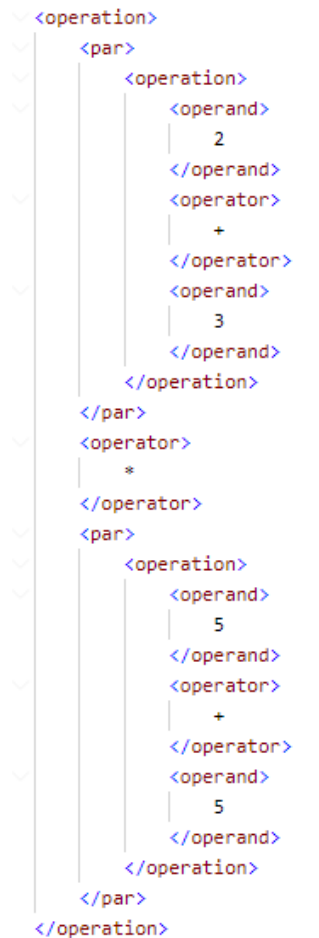 <operation>
<par>
<operation>
<operand>
2
</operand>
<operator>
+
</operator>
<operand>
3
</operand>
</operation>
</par>
<operator>
*
</operator>
<par>
<operation>
<operand>
5
</operand>
<operator>
+
</operator>
<operand>
5
</operand>
</operation>
</par>
</operation>